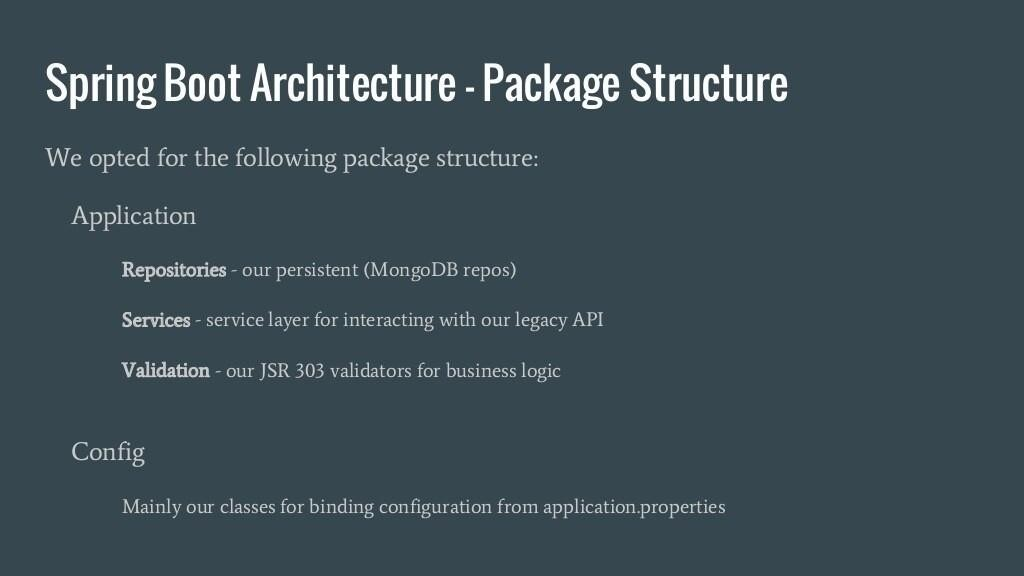 Spring Boot Architecture - Package Structure
We opted for the following package structure:
Application
Repositories - our persistent (MongoDB repos)
Services - service layer for interacting with our legacy API
Validation - our JSR 303 validators for business logic
Config
Mainly our classes for binding configuration from application.properties